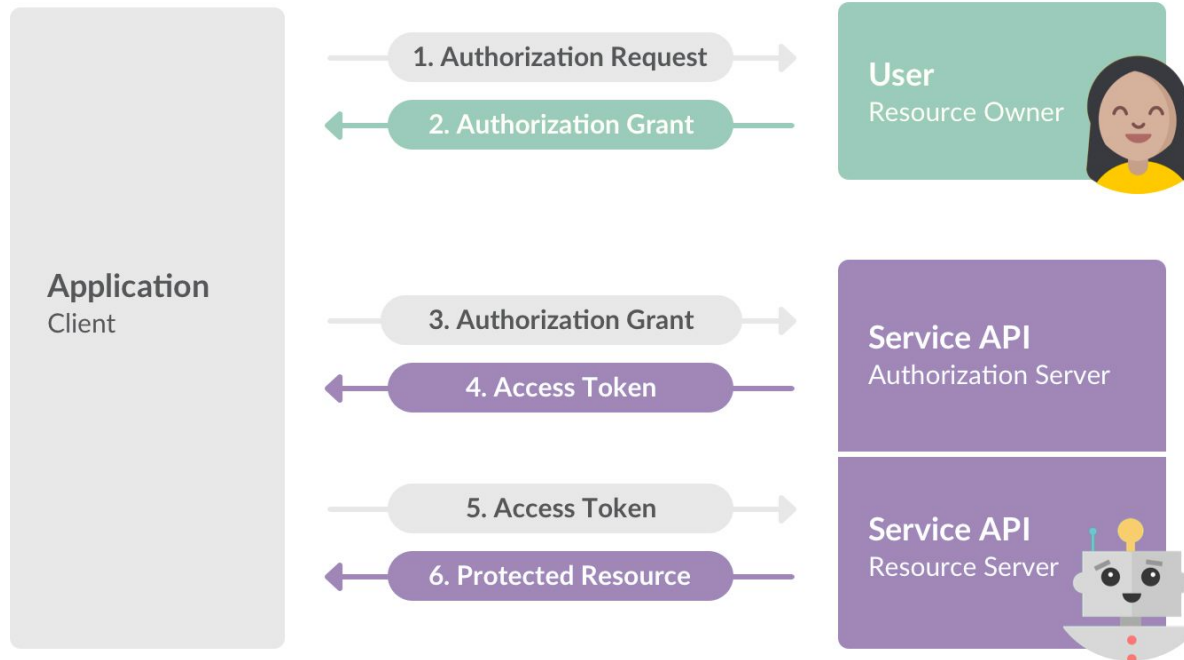 1. Authorization Request
User
Resource Owner
2. Authorization Grant
Application
Client
3. Authorization Grant
Service API
Authorization Server
4. Access Token
5. Access Token
Service API
Resource Server
6. Protected Resource